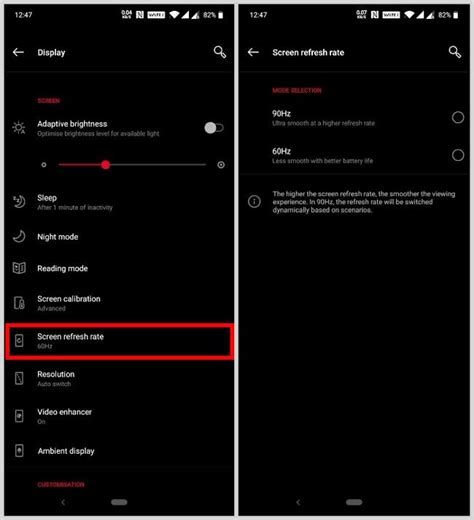 12:47
0.04 KB/S
82%
Display
SCREEN
Adaptive brightness
Optimise brightness level for available light
Sleep
After 1 minute of inactivity
Night mode
Reading mode
Screen calibration
Advanced
Screen refresh rate
60Hz
Resolution
Auto switch
Video enhancer
On
Ambient display
CUSTOMISATION
12:47
0.07 KB/S
82%
Screen refresh rate
MODE SELECTION
90Hz
Ultra smooth at a higher refresh rate
60Hz
Less smooth with better battery life
The higher the screen refresh rate, the smoother the viewing
experience. In 90Hz, the refresh rate will be switched
dynamically based on scenarios.